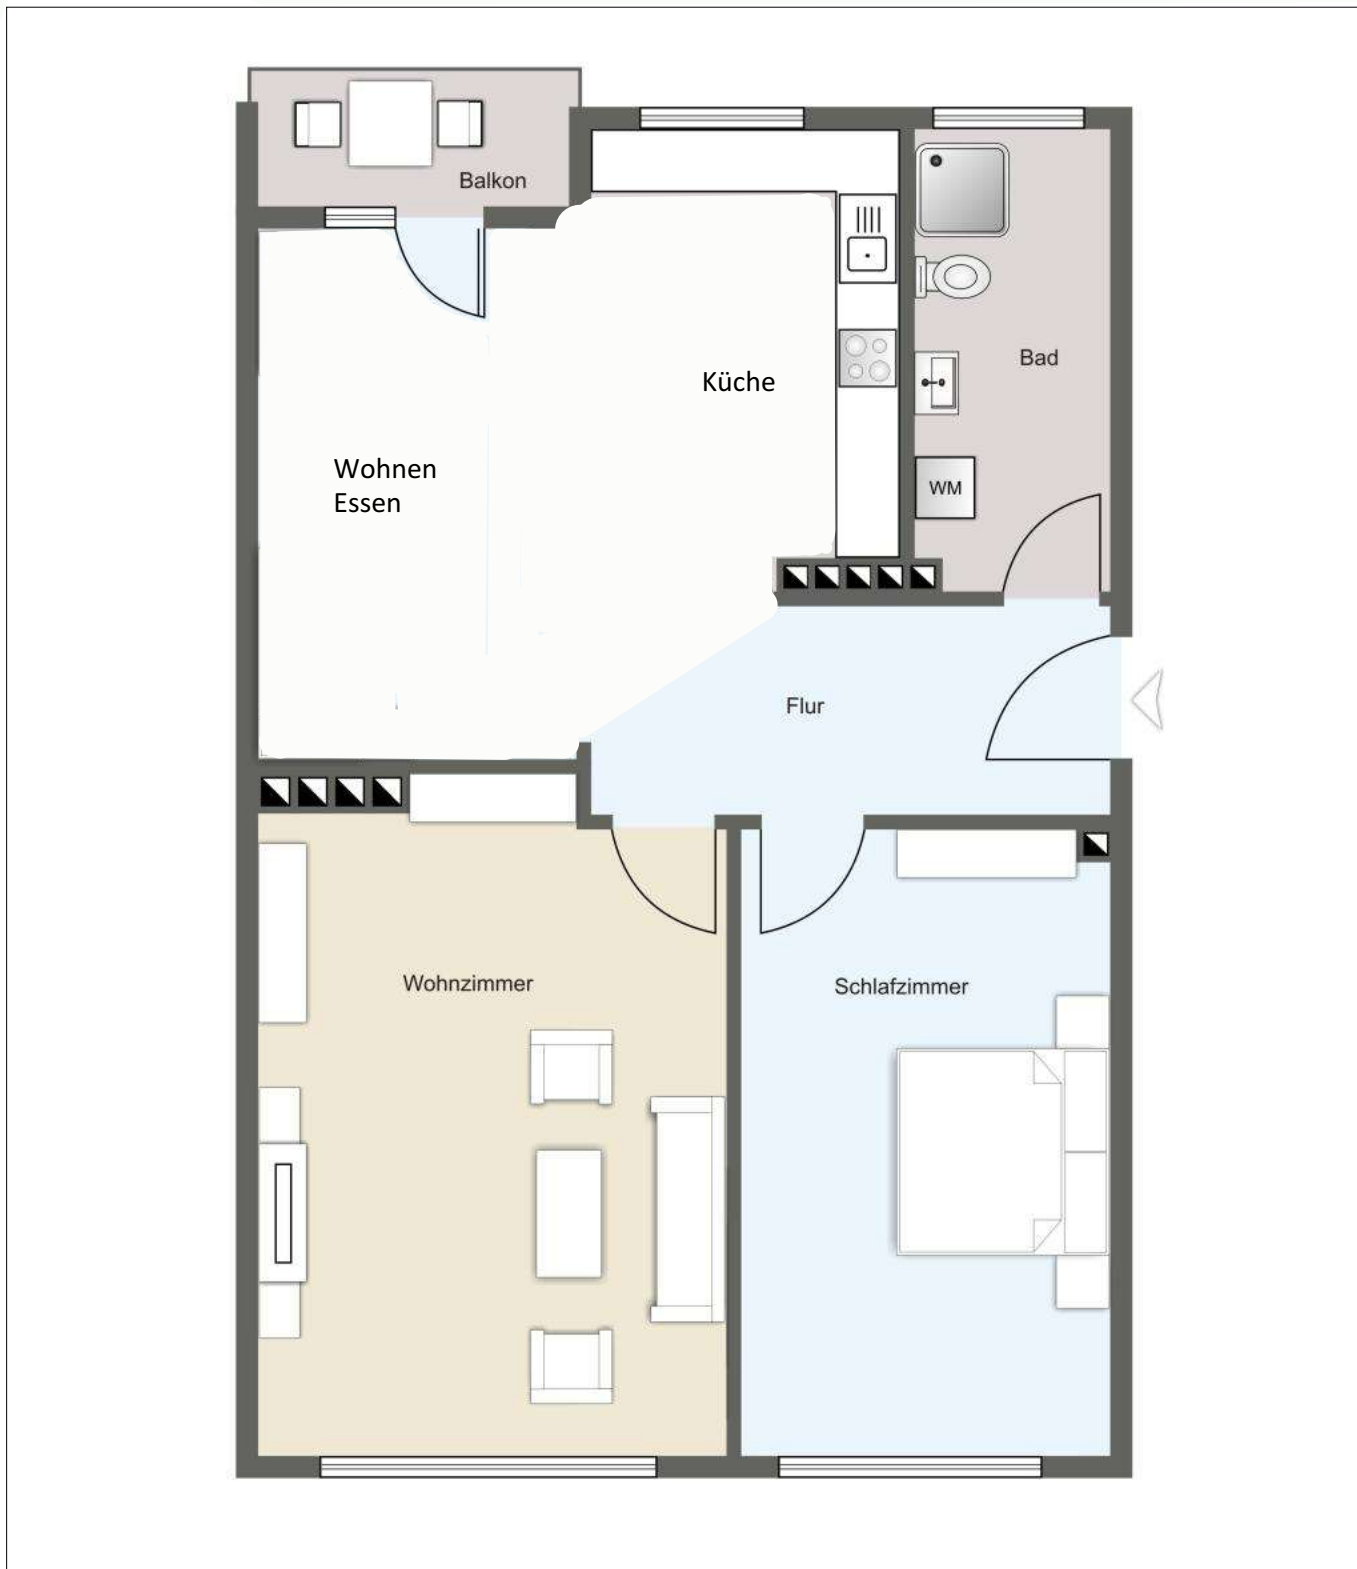 Balkon
Küche
Bad
Wohnen
Essen
WM
Flur
Wohnzimmer
Schlafzimmer